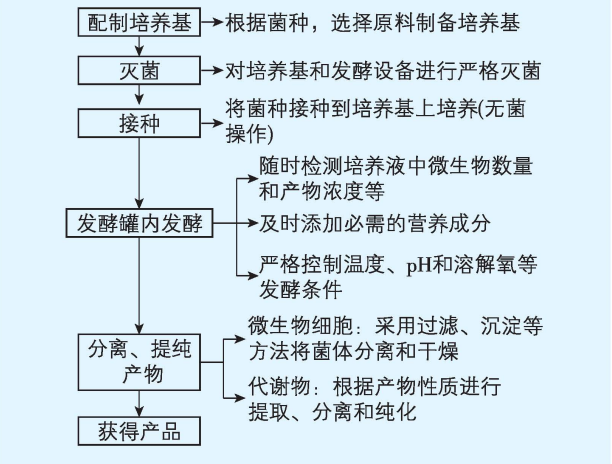 配制培养基
根据菌种，选择原料制备培养基
灭菌
对培养基和发酵设备进行严格灭菌
接种
将菌种接种到培养基上培养(无菌
操作)
发酵罐内发酵
随时检测培养液中微生物数量
和产物浓度等
及时添加必需的营养成分
严格控制温度、pH和溶解氧等
发酵条件
分离、提纯
产物
微生物细胞：采用过滤、沉淀等
方法将菌体分离和干燥
代谢物：根据产物性质进行
提取、分离和纯化
获得产品